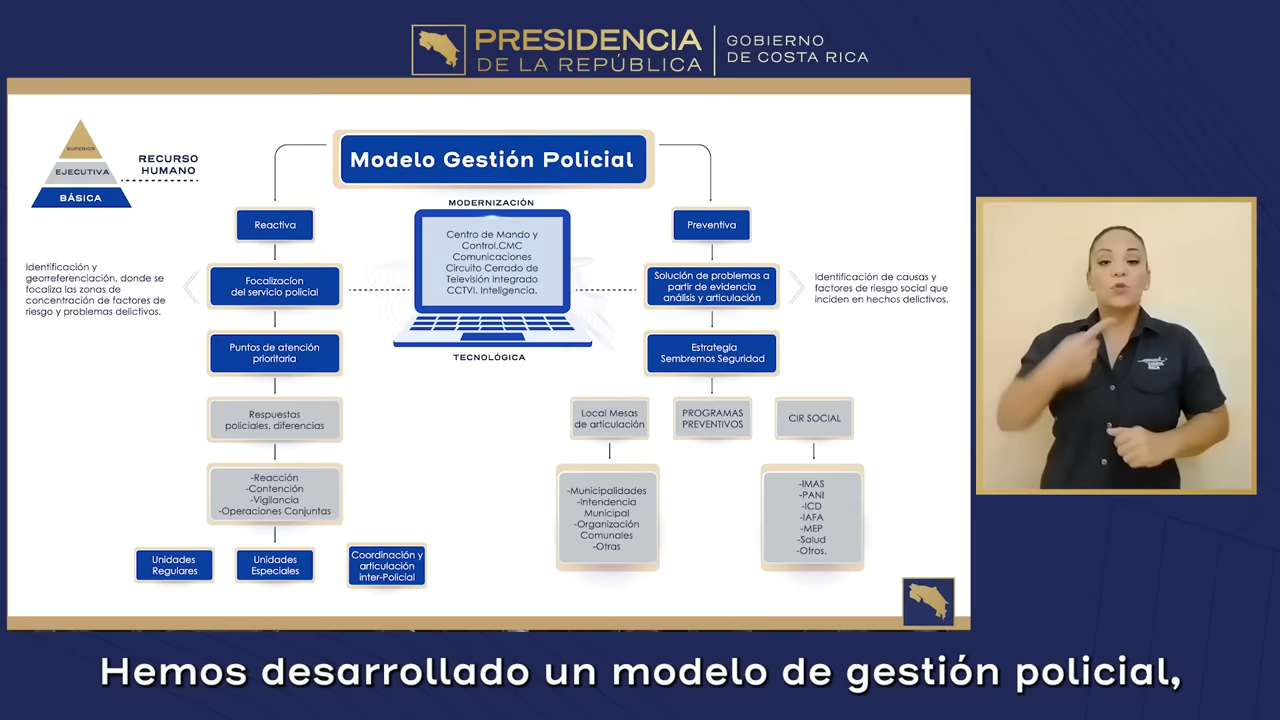 PRESIDENCIA
DE LA REPÚBLICA
GOBIERNO
DE COSTA RICA
SUPERIOR
EJECUTIVA
BÁSICA
RECURSO
HUMANO
Modelo Gestión Policial
MODERNIZACIÓN
Centro de Mando y
Control.CMC
Comunicaciones
Circuito Cerrado de
Televisión Integrado
CCTVI. Inteligencia.
TECNOLÓGICA
Reactiva
Identificación y
georreferenciación, donde se
focaliza las zonas de
concentración de factores de
riesgo y problemas delictivos.
Focalizacíon
del servicio policial
Puntos de atención
prioritaria
Respuestas
policiales, diferencias
-Reacción
-Contención
-Vigilancia
-Operaciones Conjuntas
Unidades
Regulares
Unidades
Especiales
Coordinación y
articulación
inter-Policial
Preventiva
Solución de problemas a
partir de evidencia
análisis y articulación
Identificación de causas y
factores de riesgo social que
inciden en hechos delictivos.
Estrategia
Sembremos Seguridad
Local Mesas
de articulación
PROGRAMAS
PREVENTIVOS
CIR SOCIAL
-Municipalidades
-Intendencia
Municipal
-Organización
Comunales
-Otras
-IMAS
-PANI
-ICD
-IAFA
-MEP
-Salud
-Otros.
COSTA
RICA
Hemos desarrollado un modelo de gestión policial,